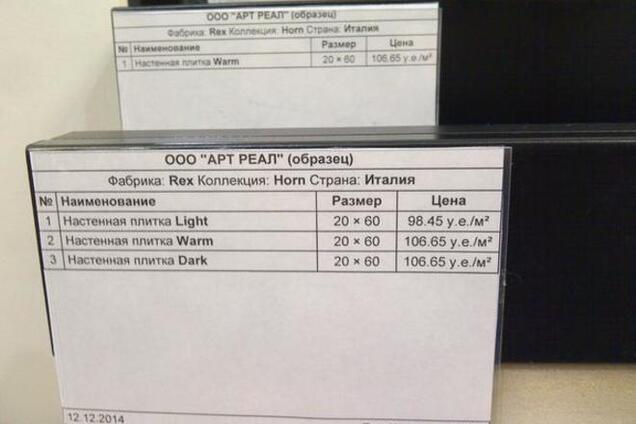 ООО "АРТ РЕАЛ" (образец)
Фабрика: Rex Коллекция: Horn Страна: Италия
№ Наименование Размер Цена
1 Настенная плитка Warm 20 × 60 106.65 у.е./м²
ООО "АРТ РЕАЛ" (образец)
Фабрика: Rex Коллекция: Horn Страна: Италия
№ Наименование Размер Цена
1 Настенная плитка Light 20 × 60 98.45 у.е./м²
2 Настенная плитка Warm 20 × 60 106.65 у.е./м²
3 Настенная плитка Dark 20 × 60 106.65 у.е./м²
12.12.2014